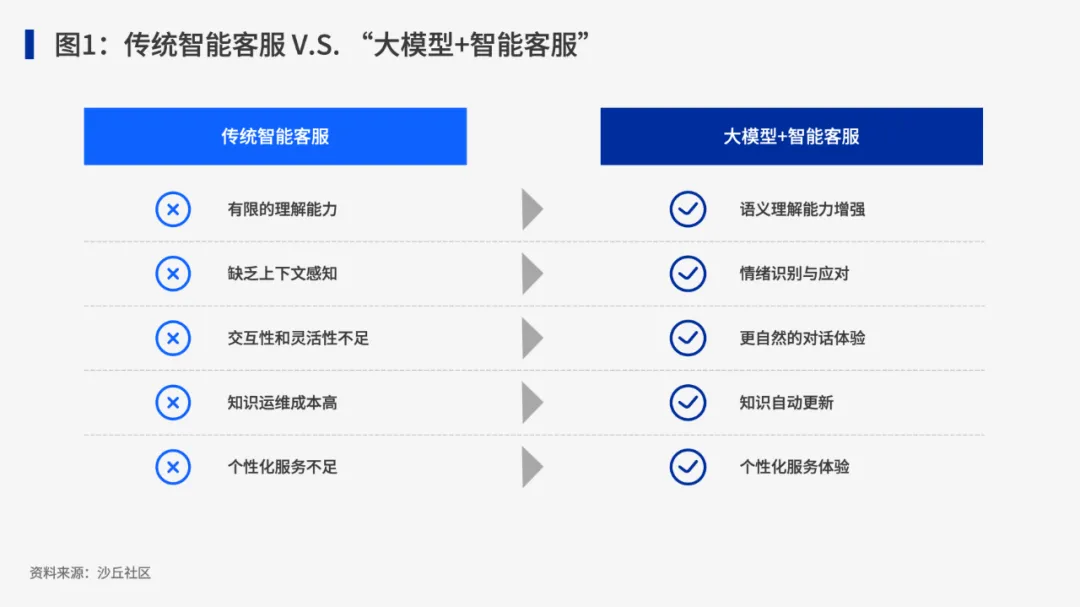 图1：传统智能客服 V.S. “大模型+智能客服”
传统智能客服
大模型+智能客服
有限的理解能力
语义理解能力增强
缺乏上下文感知
情绪识别与应对
交互性和灵活性不足
更自然的对话体验
知识运维成本高
知识自动更新
个性化服务不足
个性化服务体验
资料来源：沙丘社区